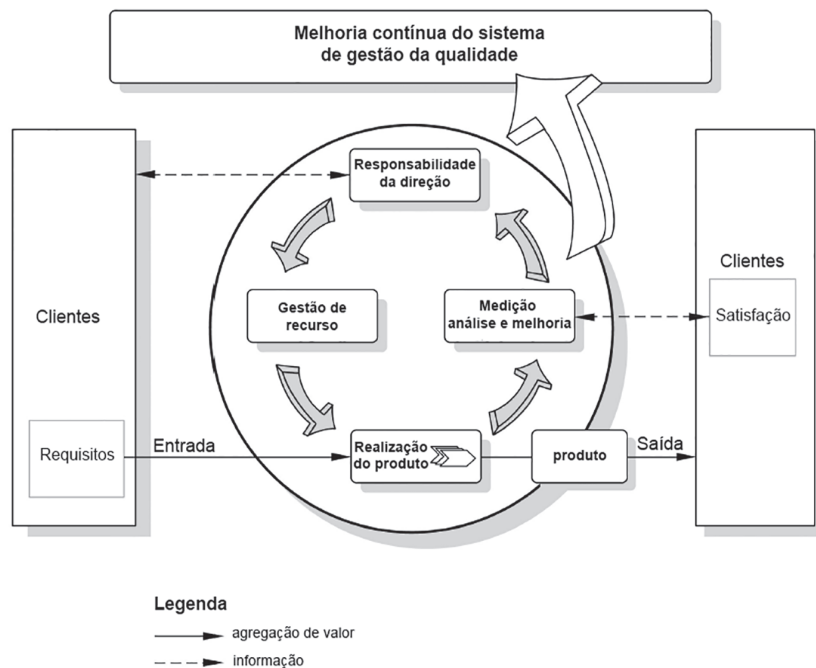 Melhoria contínua do sistema
de gestão da qualidade
Responsabilidade
da direção
Clientes
Gestão de
recurso
Medição
análise e melhoria
Clientes
Satisfação
Requisitos
Entrada
Realização
do produto
produto
Saída
Legenda
agregação de valor
informação